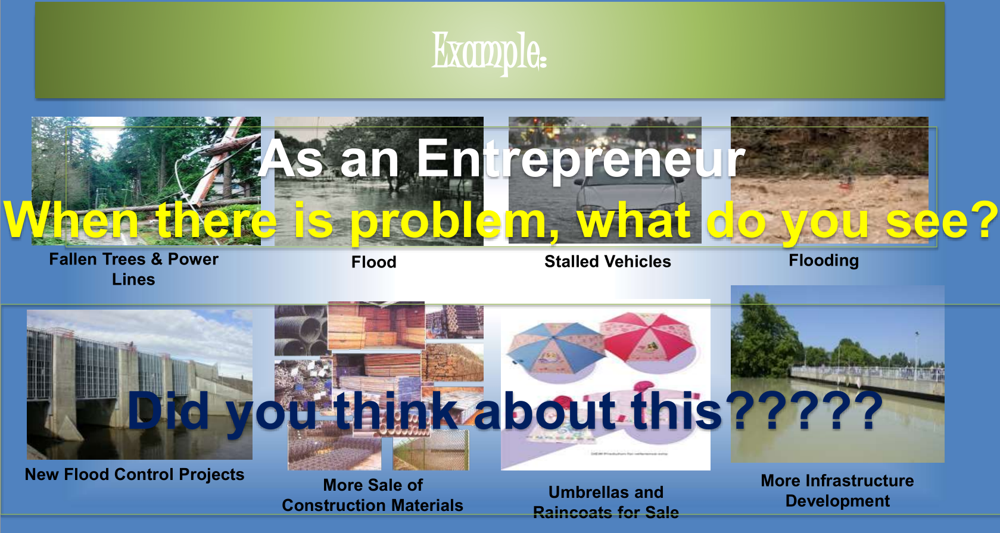 Example:
As an Entrepreneur
When there is problem, what do you see?
Fallen Trees & Power
Lines
Flood
Stalled Vehicles
Flooding
Did you think about this?????
New Flood Control Projects
More Sale of
Construction Materials
Umbrellas and
Raincoats for Sale
More Infrastructure
Development